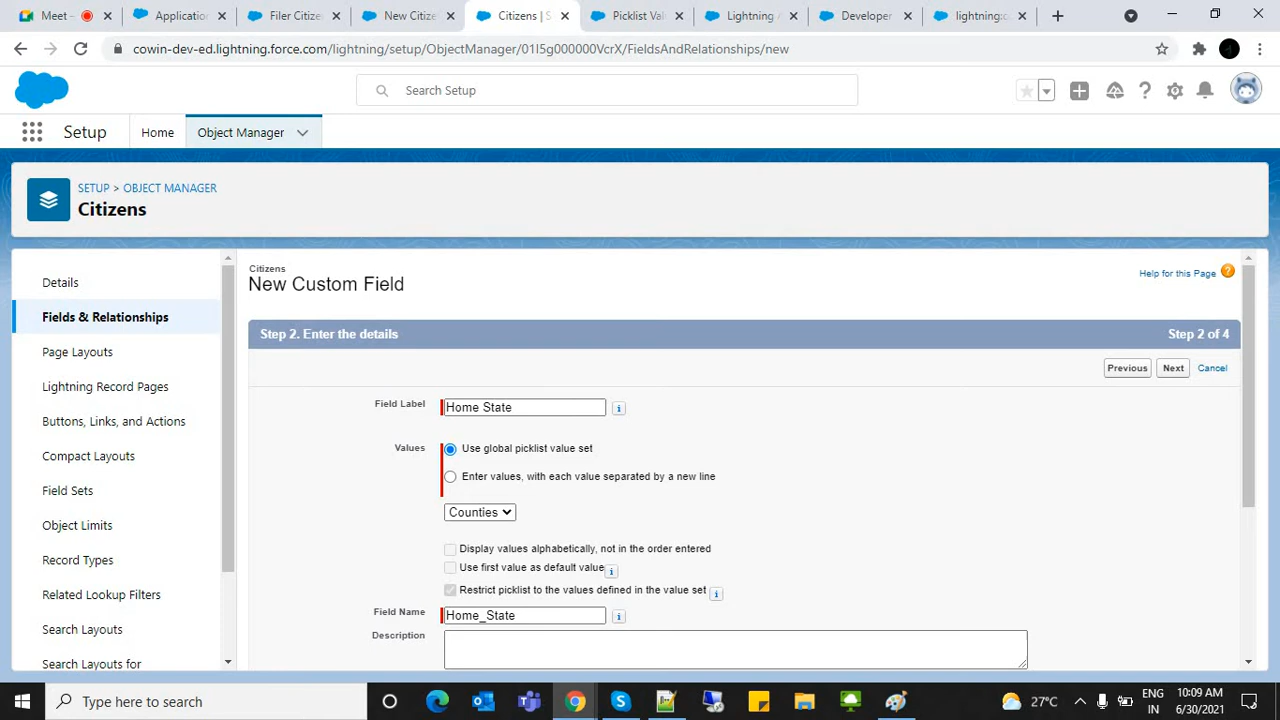 Meet –
Application
Filer Citize
New Citize
Citizens | S
Picklist Val
Lightning
Developer
lightning:c
cowin-dev-ed.lightning.force.com/lightning/setup/ObjectManager/01I5g000000VcrX/FieldsAndRelationships/new
Search Setup
Setup
Home
Object Manager
SETUP > OBJECT MANAGER
Citizens
Details
Fields & Relationships
Page Layouts
Lightning Record Pages
Buttons, Links, and Actions
Compact Layouts
Field Sets
Object Limits
Record Types
Related Lookup Filters
Search Layouts
Search Layouts for
Citizens
New Custom Field
Help for this Page
Step 2. Enter the details
Step 2 of 4
Previous
Next
Cancel
Field Label
Home State
Values
Use global picklist value set
Enter values, with each value separated by a new line
Counties
Display values alphabetically, not in the order entered
Use first value as default value
Restrict picklist to the values defined in the value set
Field Name
Home_State
Description
Type here to search
27°C
ENG
IN
10:09 AM
6/30/2021